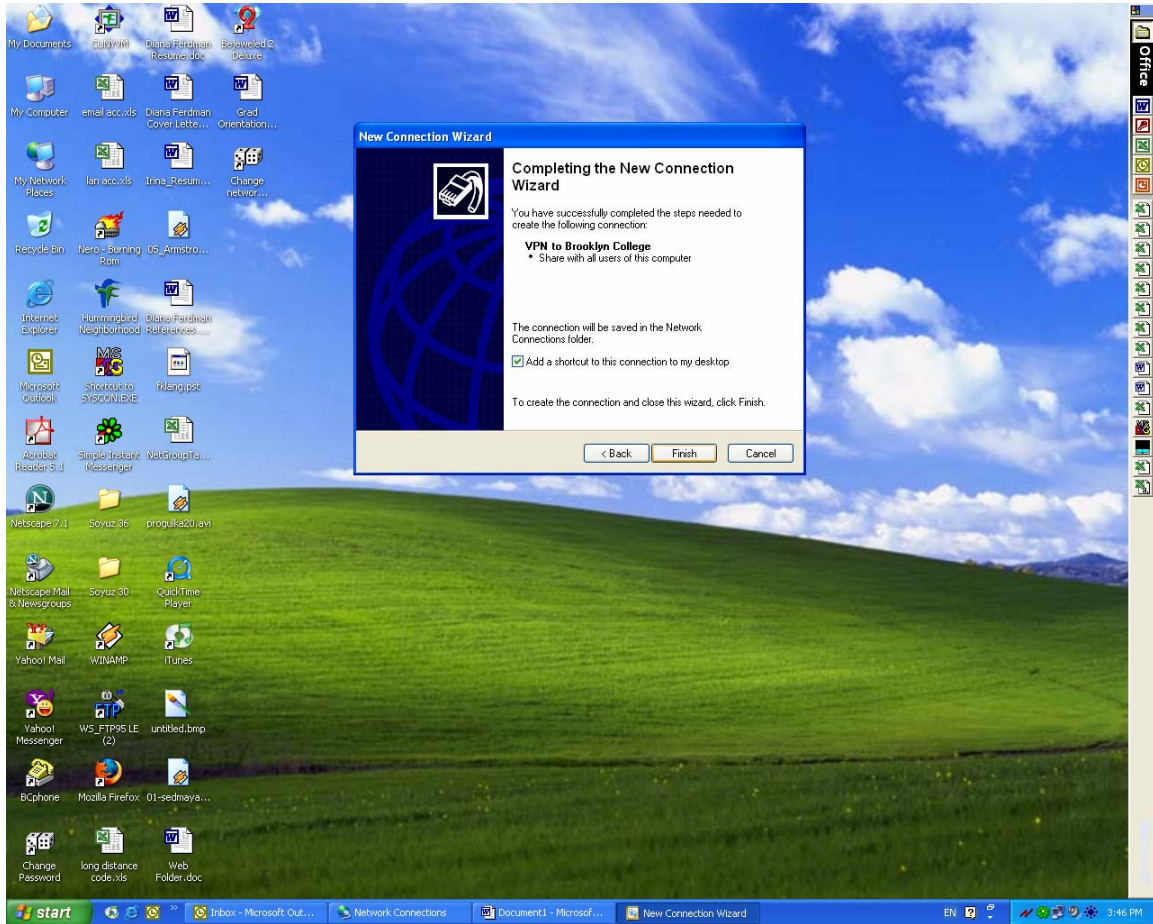 My Documents
CUNYVM
Diana Ferdman
Resume.doc
Bejeweled 2
Deluxe
My Computer
email acc.xls
Diana Ferdman
Cover Lette...
Grad
Orientation...
My Network
Places
lan acc.xls
Irina_Resum...
Change
networ...
Recycle Bin
Nero - Burning
Rom
05_Armstro...
Internet
Explorer
Hummingbird
Neighborhood
Diana Ferdman
References....
Microsoft
Outlook
Shortcut to
SYSCON.EXE
fklang.pst
Acrobat
Reader 5.1
Simple Instant
Messenger
NetGroupTa...
Netscape 7.1
Soyuz 36
progulka20.avi
Netscape Mail
& Newsgroups
Soyuz 30
QuickTime
Player
Yahoo! Mail
WINAMP
iTunes
Yahoo!
Messenger
WS_FTP95 LE
(2)
untitled.bmp
BCphone
Mozilla Firefox
01-sedmaya...
Change
Password
long distance
code.xls
Web
Folder.doc
New Connection Wizard
Completing the New Connection
Wizard
You have successfully completed the steps needed to
create the following connection:
VPN to Brooklyn College
• Share with all users of this computer
The connection will be saved in the Network
Connections folder.
Add a shortcut to this connection to my desktop
To create the connection and close this wizard, click Finish.
< Back
Finish
Cancel
Office
start
Inbox - Microsoft Out...
Network Connections
Document1 - Microsof...
New Connection Wizard
EN
3:46 PM